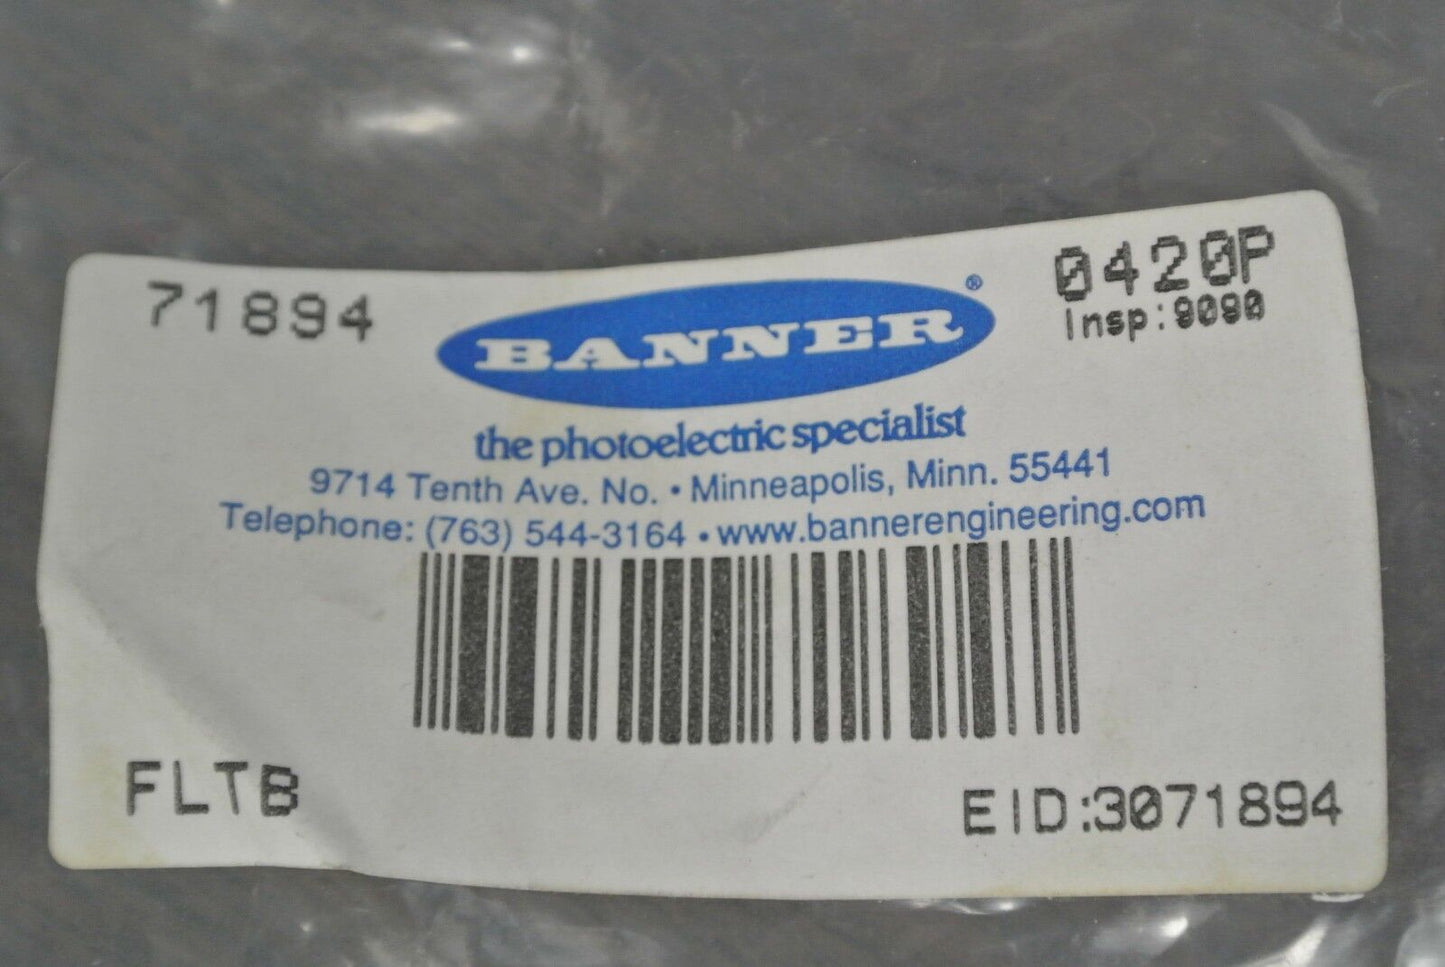 71894
BANNER®
0420P
Insp:9090
the photoelectric specialist
9714 Tenth Ave. No. • Minneapolis, Minn. 55441
Telephone: (763) 544-3164 • www.bannerengineering.com
FLTB
EID:3071894